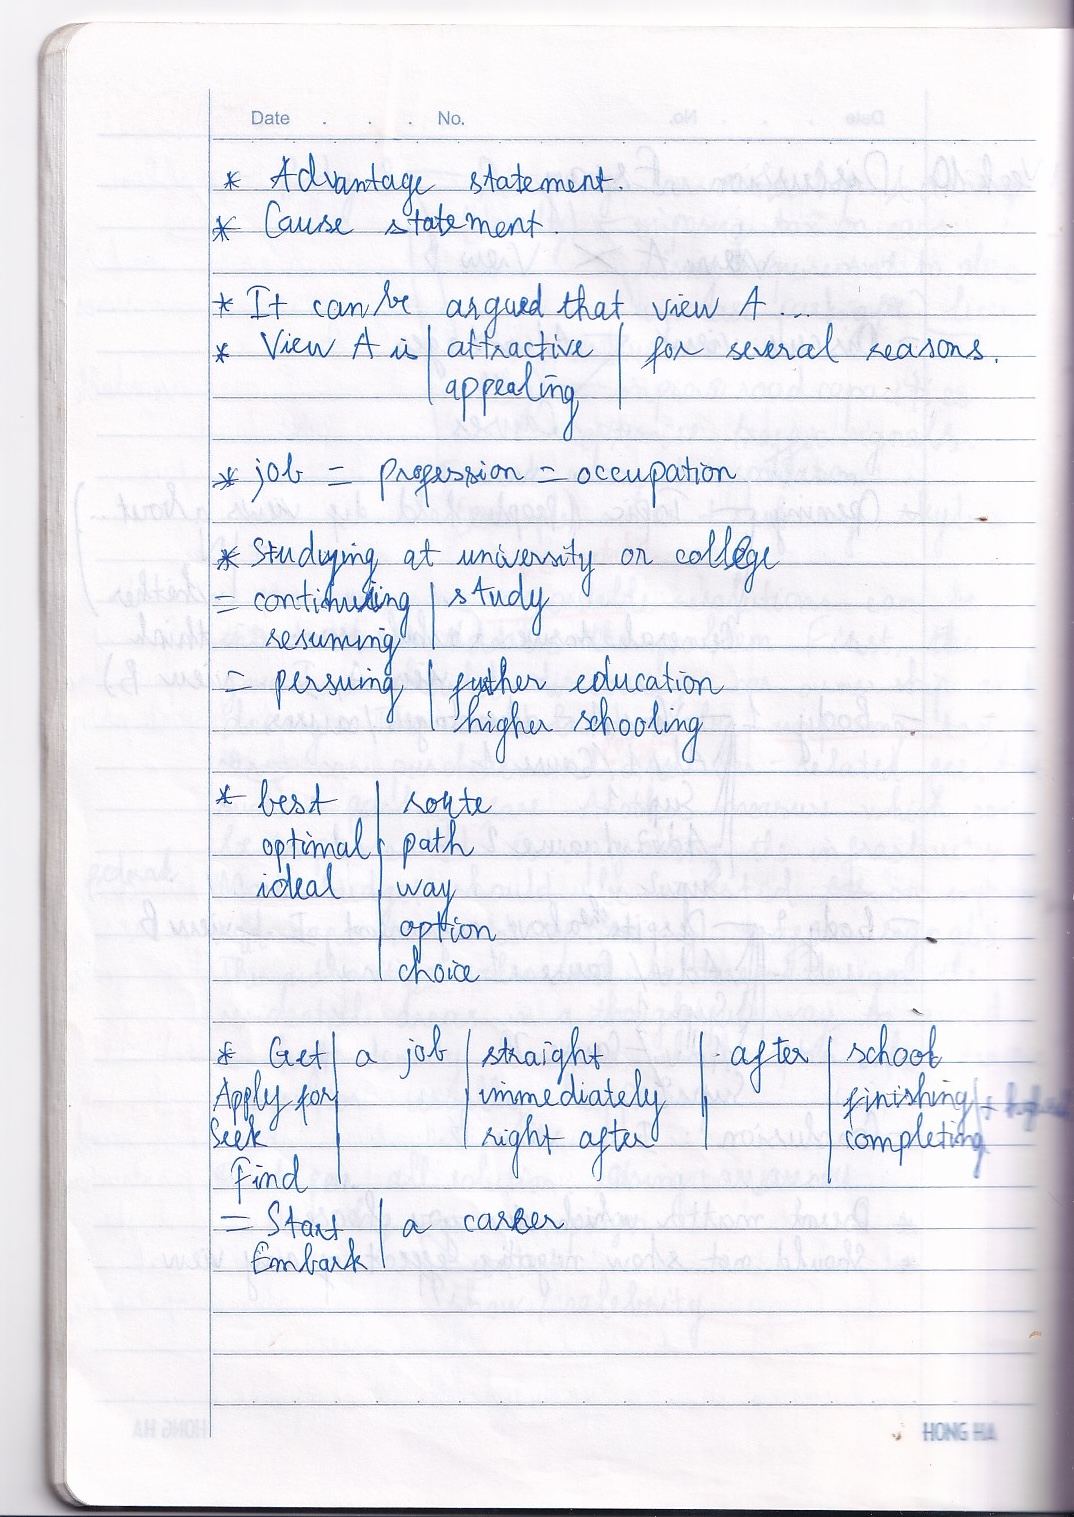 Date . . . No.
* Advantage statement.
* Cause statement.
* It can be argued that view A ...
* View A is | attractive | for several reasons.
appealing
* job = profession = occupation
* Studying at university or college
= continuing | study
resuming
= persuing | futher education
higher schooling
* best | route
optimal | path
ideal | way
option
choice
* Get | a job | straight | after | school
Apply for | immediately | finishing / +
Seek | right after | completing
Find
= Start | a career
Embark
HONG HA